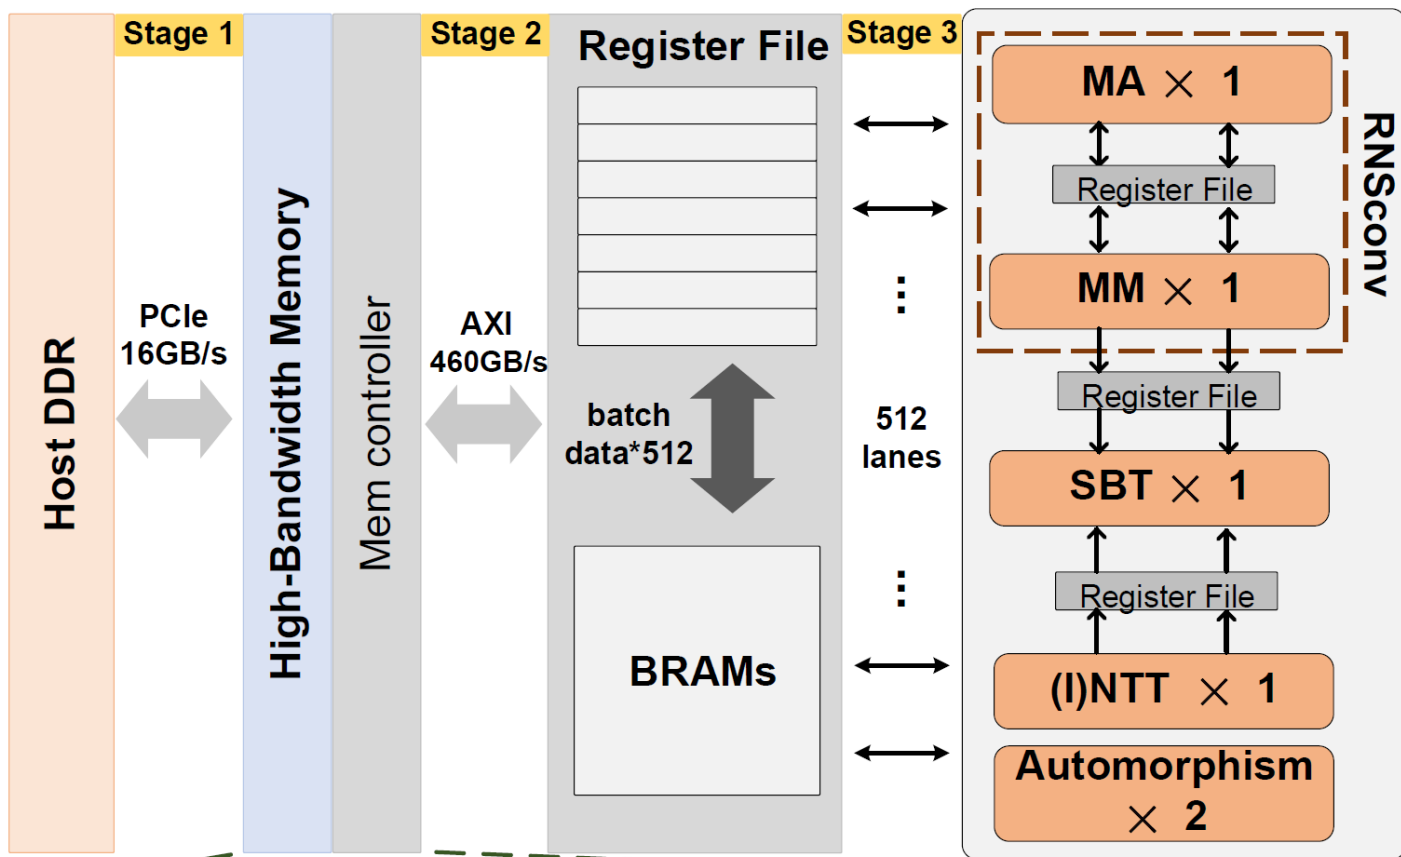 Stage 1
Stage 2
Stage 3
Host DDR
PCIe
16GB/s
High-Bandwidth Memory
Mem controller
AXI
460GB/s
Register File
batch
data*512
BRAMs
...
512
lanes
...
MA × 1
Register File
MM × 1
RNSconv
Register File
SBT × 1
Register File
(I)NTT × 1
Automorphism
× 2